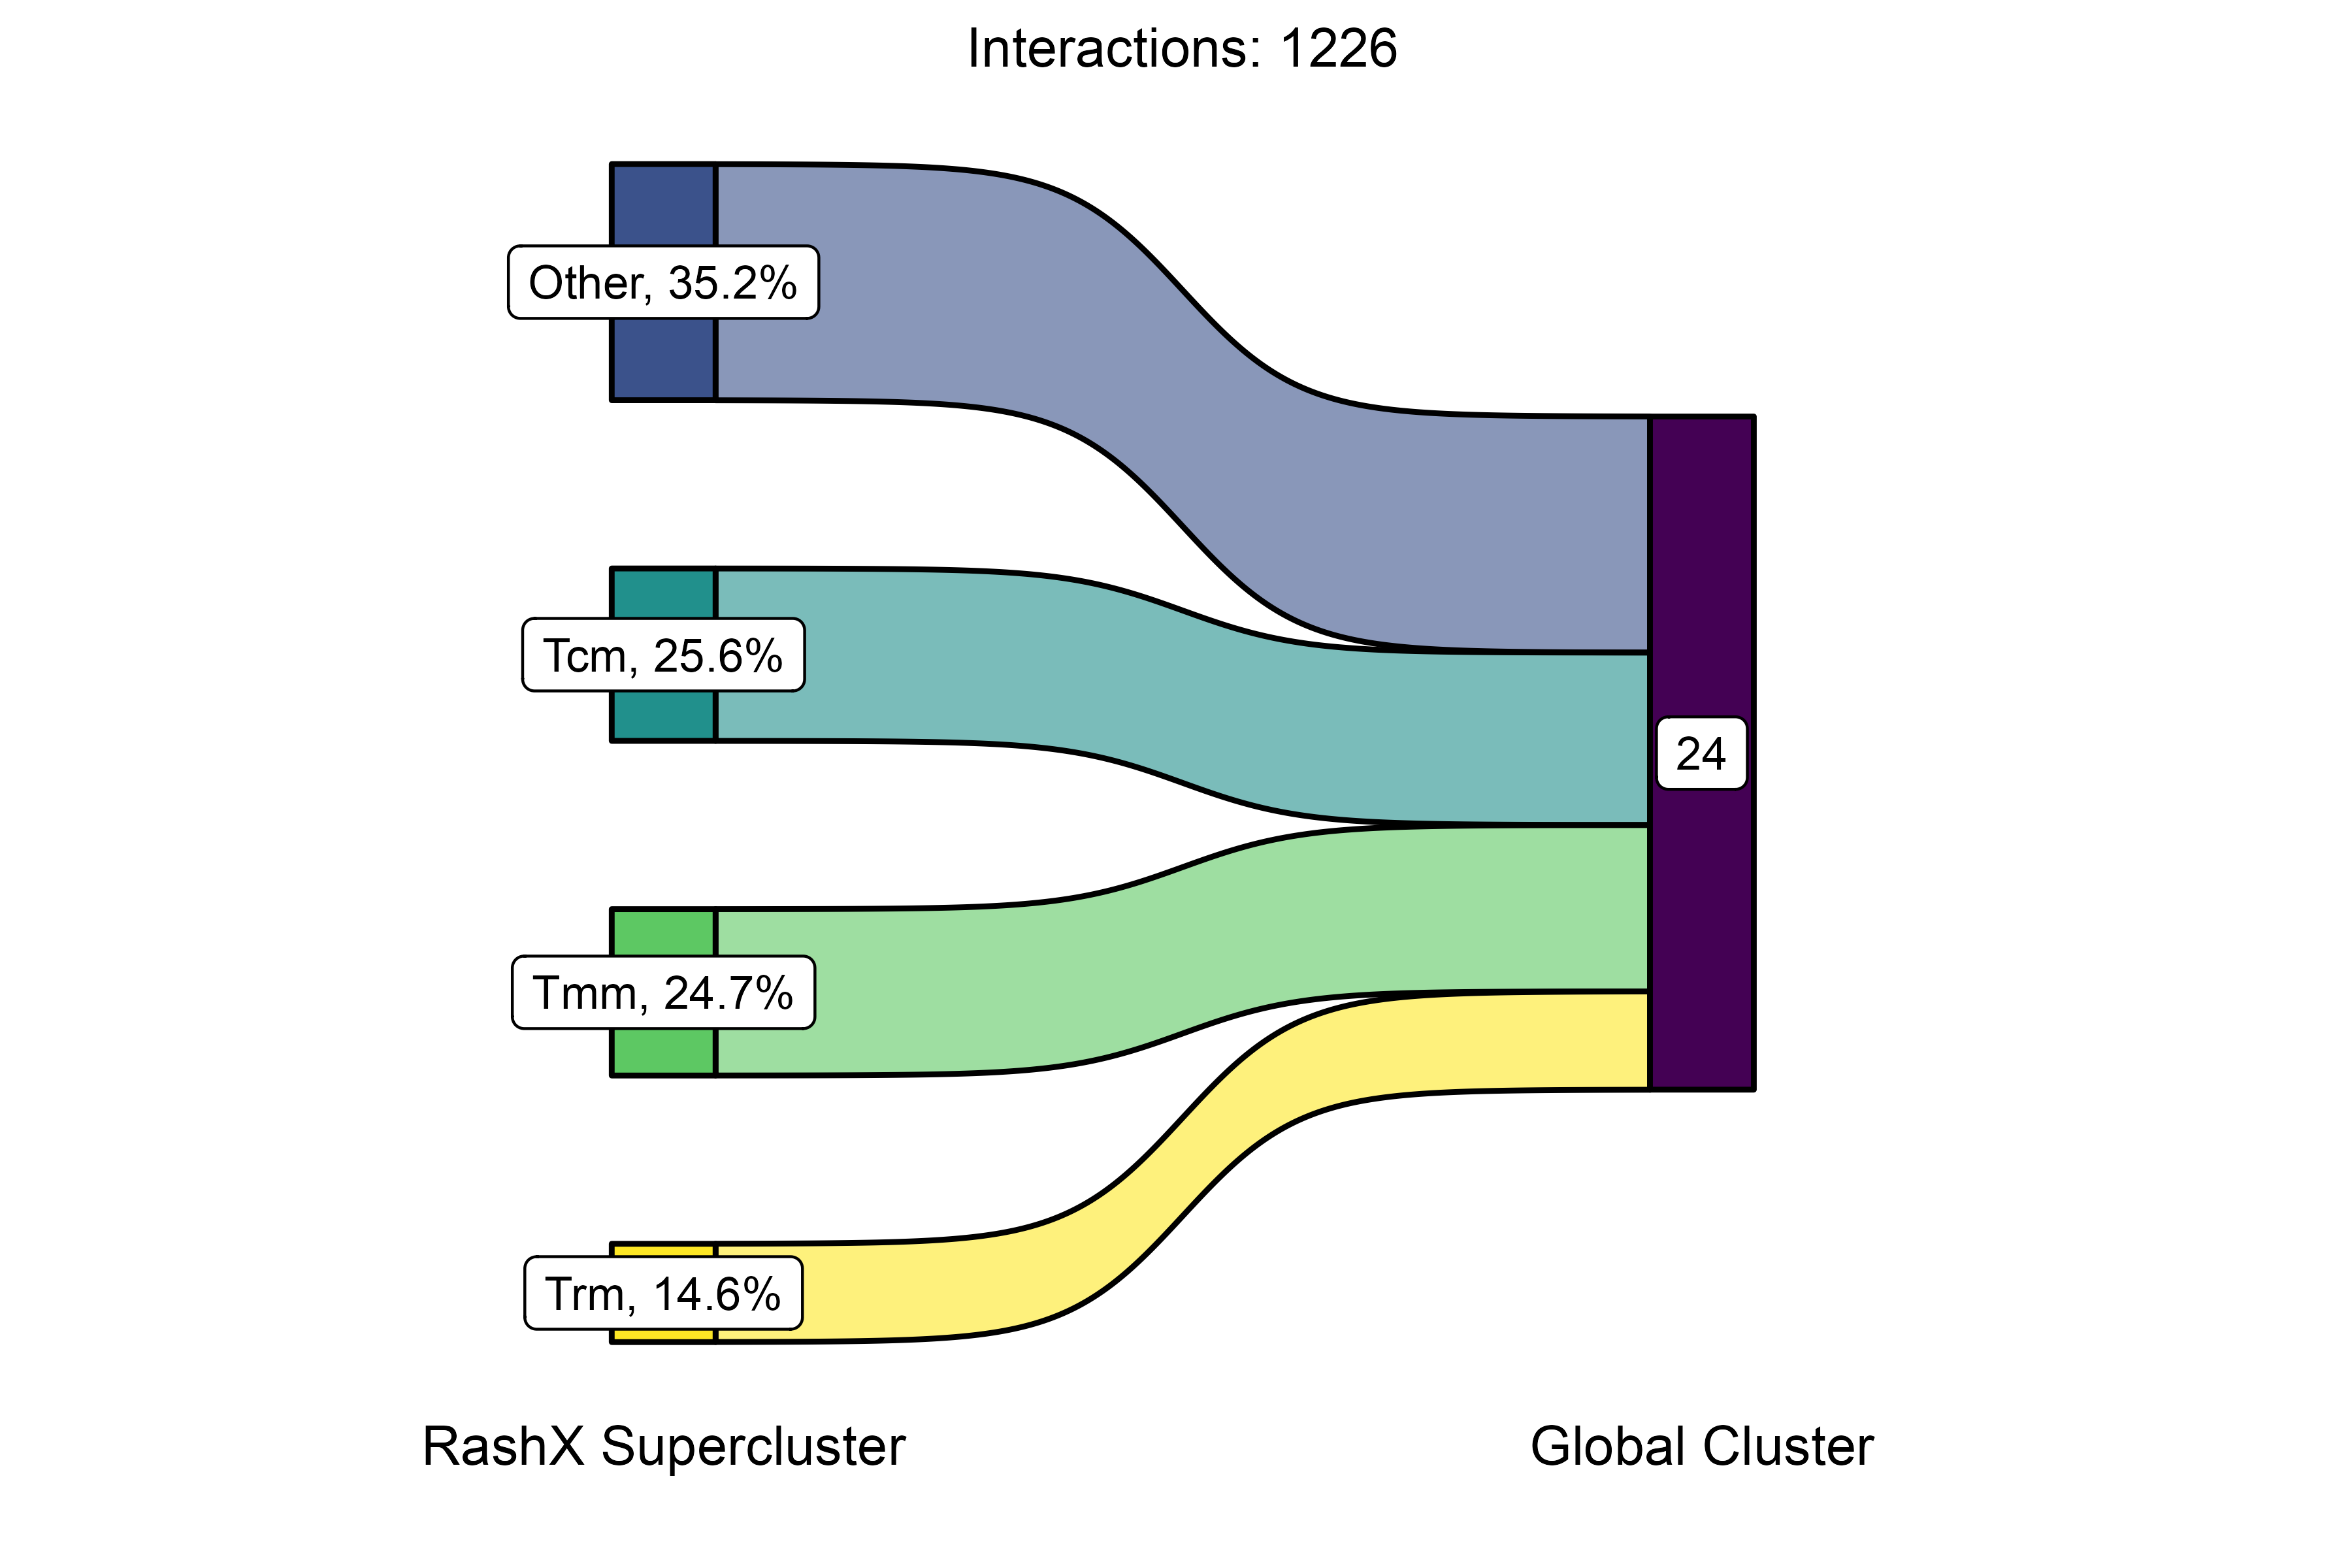 Interactions: 1226
Other, 35.2%
Tcm, 25.6%
24
Tmm, 24.7%
Trm, 14.6%
RashX Supercluster
Global Cluster